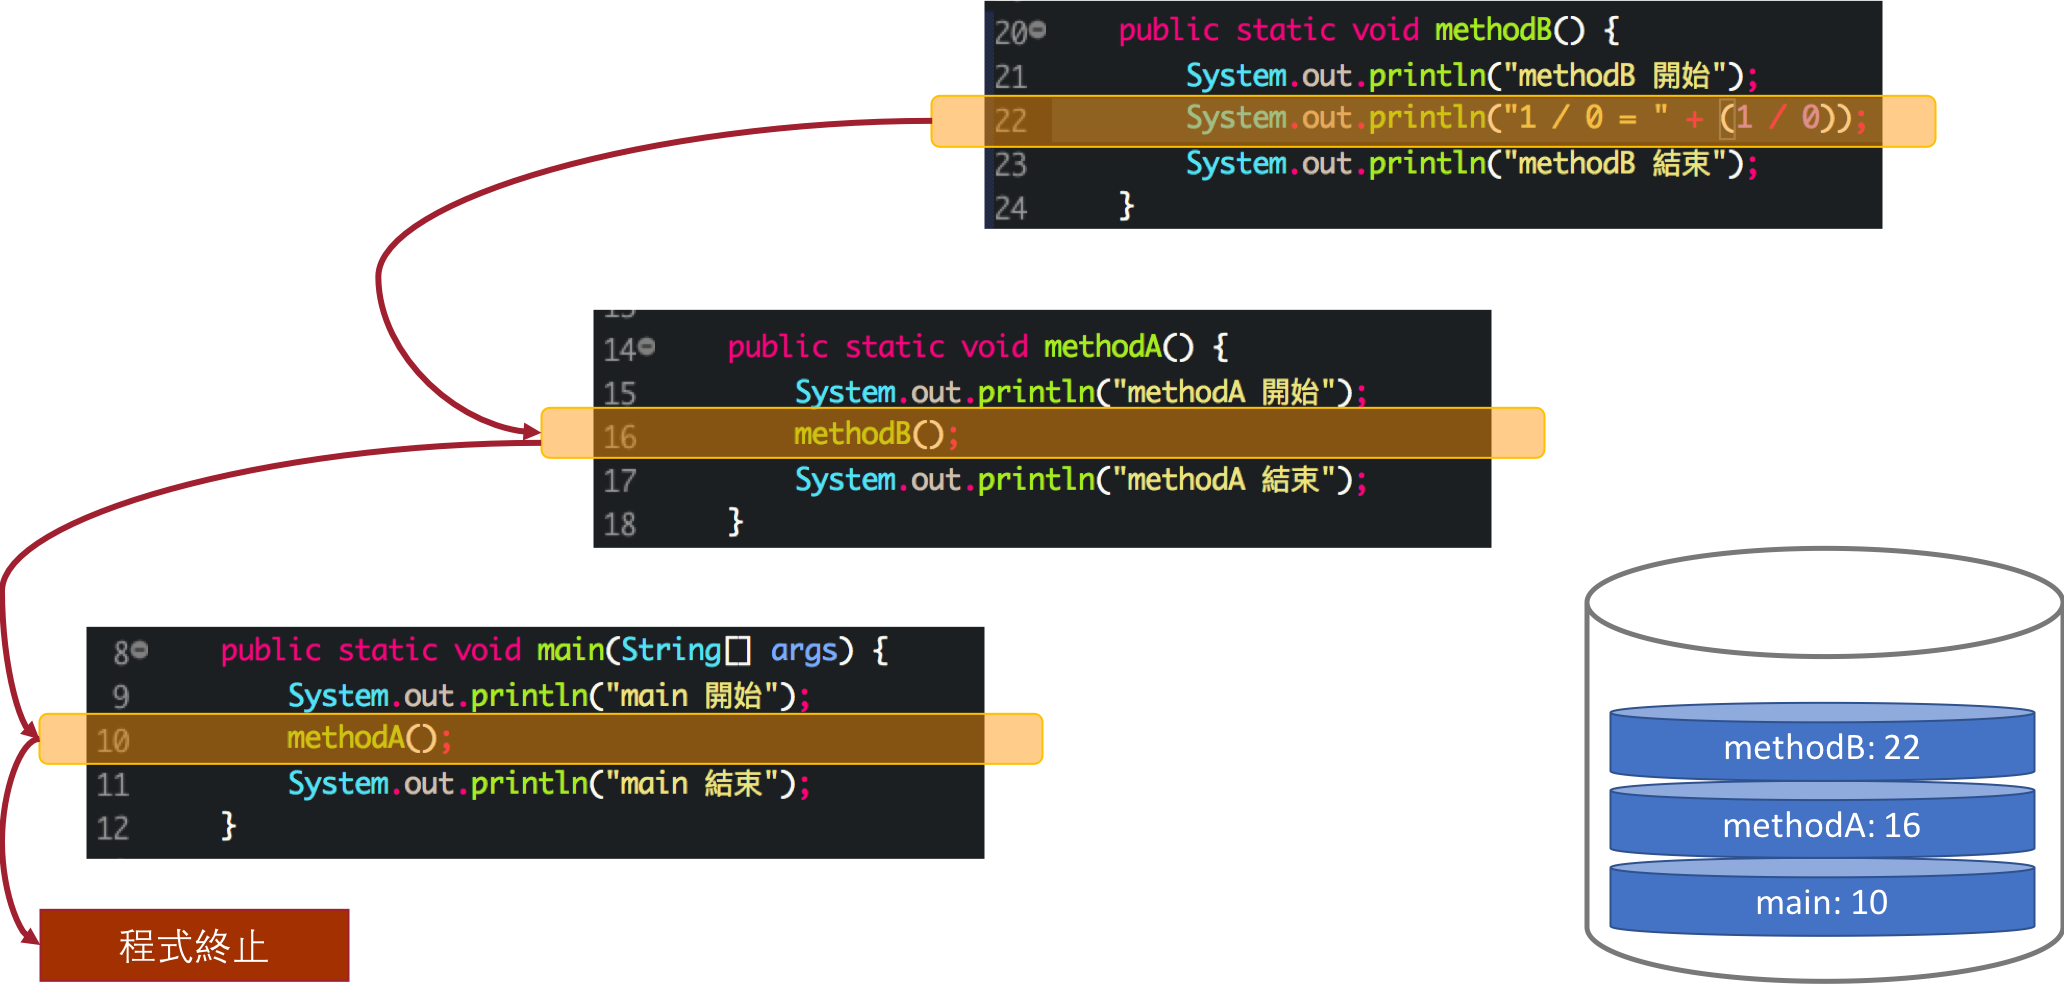 20 public static void methodB() {
21 System.out.println("methodB 開始");
22 System.out.println("1 / 0 = " + (1 / 0));
23 System.out.println("methodB 結束");
24 }
14 public static void methodA() {
15 System.out.println("methodA 開始");
16 methodB();
17 System.out.println("methodA 結束");
18 }
8 public static void main(String[] args) {
9 System.out.println("main 開始");
10 methodA();
11 System.out.println("main 結束");
12 }
程式終止
methodB: 22
methodA: 16
main: 10